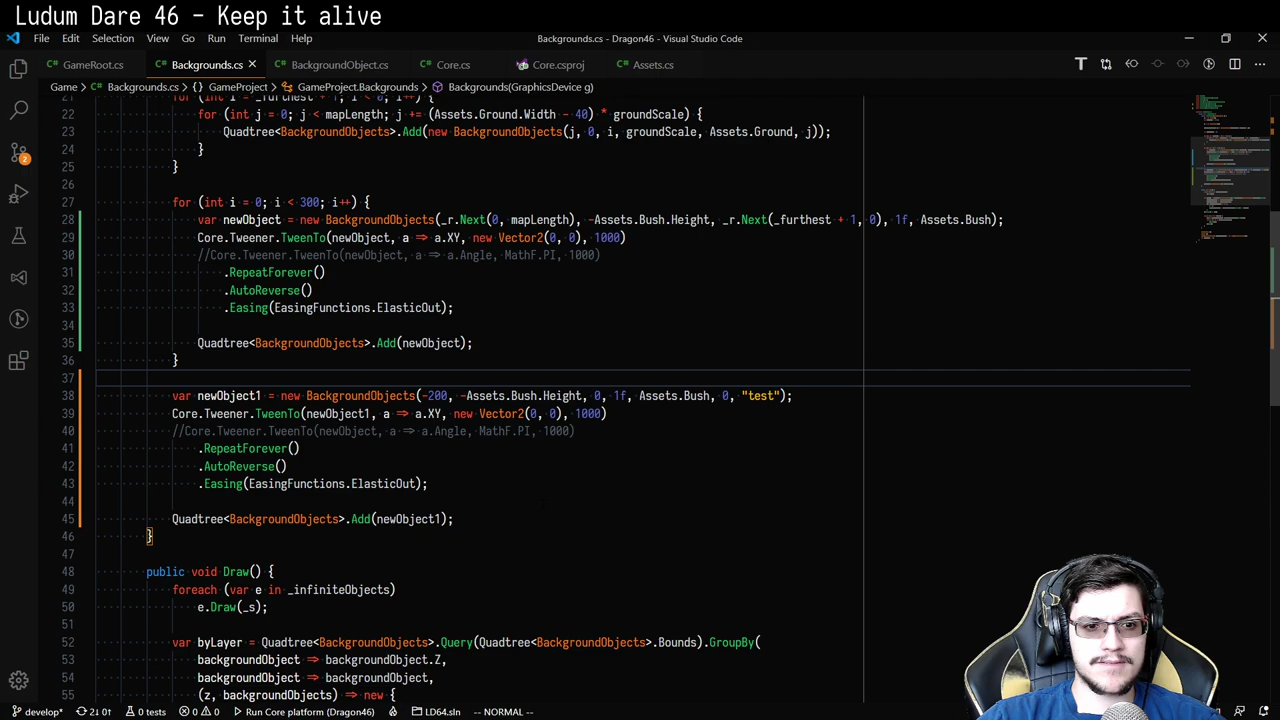 Ludum Dare 46 - Keep it alive
File Edit Selection View Go Run Terminal Help
Backgrounds.cs - Dragon46 - Visual Studio Code
GameRoot.cs Backgrounds.cs BackgroundObject.cs Core.cs Core.csproj Assets.cs
Game > Backgrounds.cs > {} GameProject > GameProject.Backgrounds > Backgrounds(GraphicsDevice g)
21 for (int i = _furthest + 1; i < 0; i++) {
22 for (int j = 0; j < mapLength; j += (Assets.Ground.Width - 40) * groundScale) {
23 Quadtree<BackgroundObjects>.Add(new BackgroundObjects(j, 0, i, groundScale, Assets.Ground, j));
24 }
25 }
26
27 for (int i = 0; i < 300; i++) {
28 var newObject = new BackgroundObjects(_r.Next(0, mapLength), -Assets.Bush.Height, _r.Next(_furthest + 1, 0), 1f, Assets.Bush);
29 Core.Tweener.TweenTo(newObject, a => a.XY, new Vector2(0, 0), 1000)
30 //Core.Tweener.TweenTo(newObject, a => a.Angle, MathF.PI, 1000)
31 .RepeatForever()
32 .AutoReverse()
33 .Easing(EasingFunctions.ElasticOut);
34
35 Quadtree<BackgroundObjects>.Add(newObject);
36 }
37
38 var newObject1 = new BackgroundObjects(-200, -Assets.Bush.Height, 0, 1f, Assets.Bush, 0, "test");
39 Core.Tweener.TweenTo(newObject1, a => a.XY, new Vector2(0, 0), 1000)
40 //Core.Tweener.TweenTo(newObject, a => a.Angle, MathF.PI, 1000)
41 .RepeatForever()
42 .AutoReverse()
43 .Easing(EasingFunctions.ElasticOut);
44
45 Quadtree<BackgroundObjects>.Add(newObject1);
46 }
47
48 public void Draw() {
49 foreach (var e in _infiniteObjects)
50 e.Draw(_s);
51
52 var byLayer = Quadtree<BackgroundObjects>.Query(Quadtree<BackgroundObjects>.Bounds).GroupBy(
53 backgroundObject => backgroundObject.Z,
54 backgroundObject => backgroundObject,
55 (z, backgroundObjects) => new {
2
develop* 2↓ 0↑ 0 tests 0 0 Run Core platform (Dragon46) LD64.sln -- NORMAL --